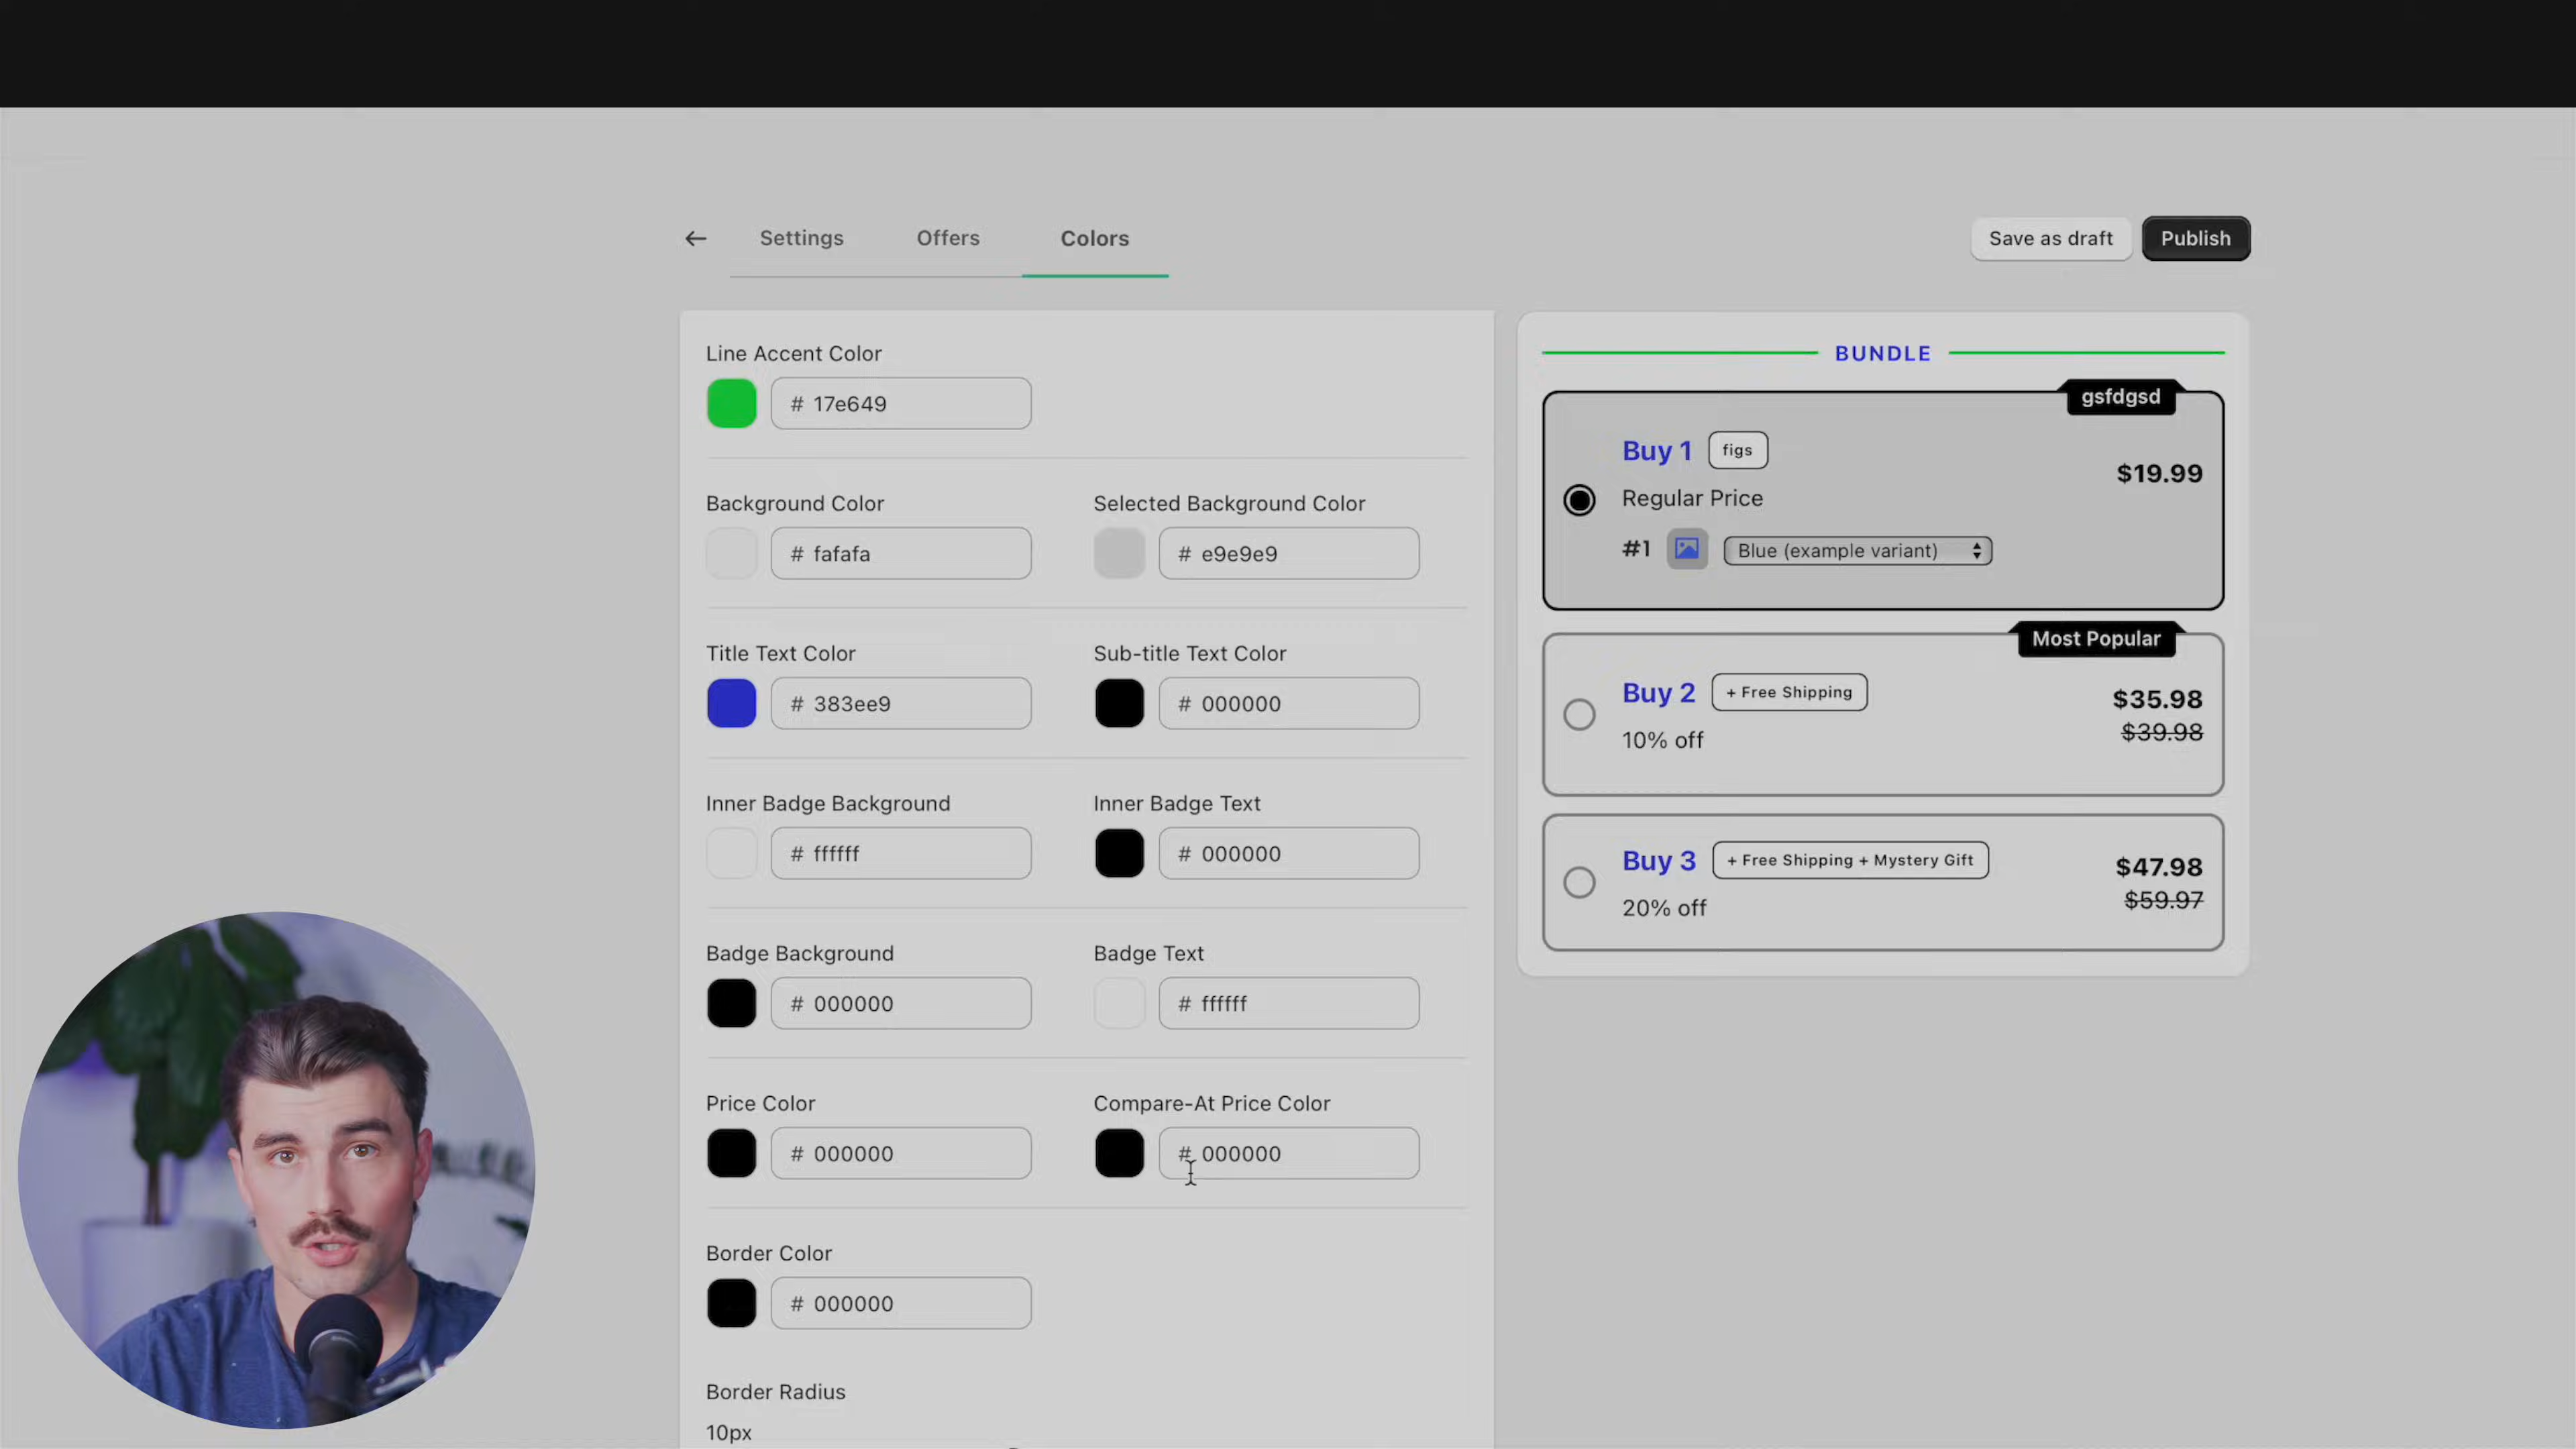 Settings
Offers
Colors
Save as draft
Publish
Line Accent Color
# 17e649
Background Color
Selected Background Color
# fafafa
# e9e9e9
Title Text Color
Sub-title Text Color
# 383ee9
# 000000
Inner Badge Background
Inner Badge Text
# ffffff
# 000000
Badge Background
Badge Text
# 000000
# ffffff
Price Color
Compare-At Price Color
# 000000
# 000000
Border Color
# 000000
Border Radius
10px
BUNDLE
gsfdgsd
Buy 1
figs
$19.99
Regular Price
#1
Blue (example variant)
Most Popular
Buy 2
+ Free Shipping
$35.98
$39.98
10% off
Buy 3
+ Free Shipping + Mystery Gift
$47.98
$59.97
20% off